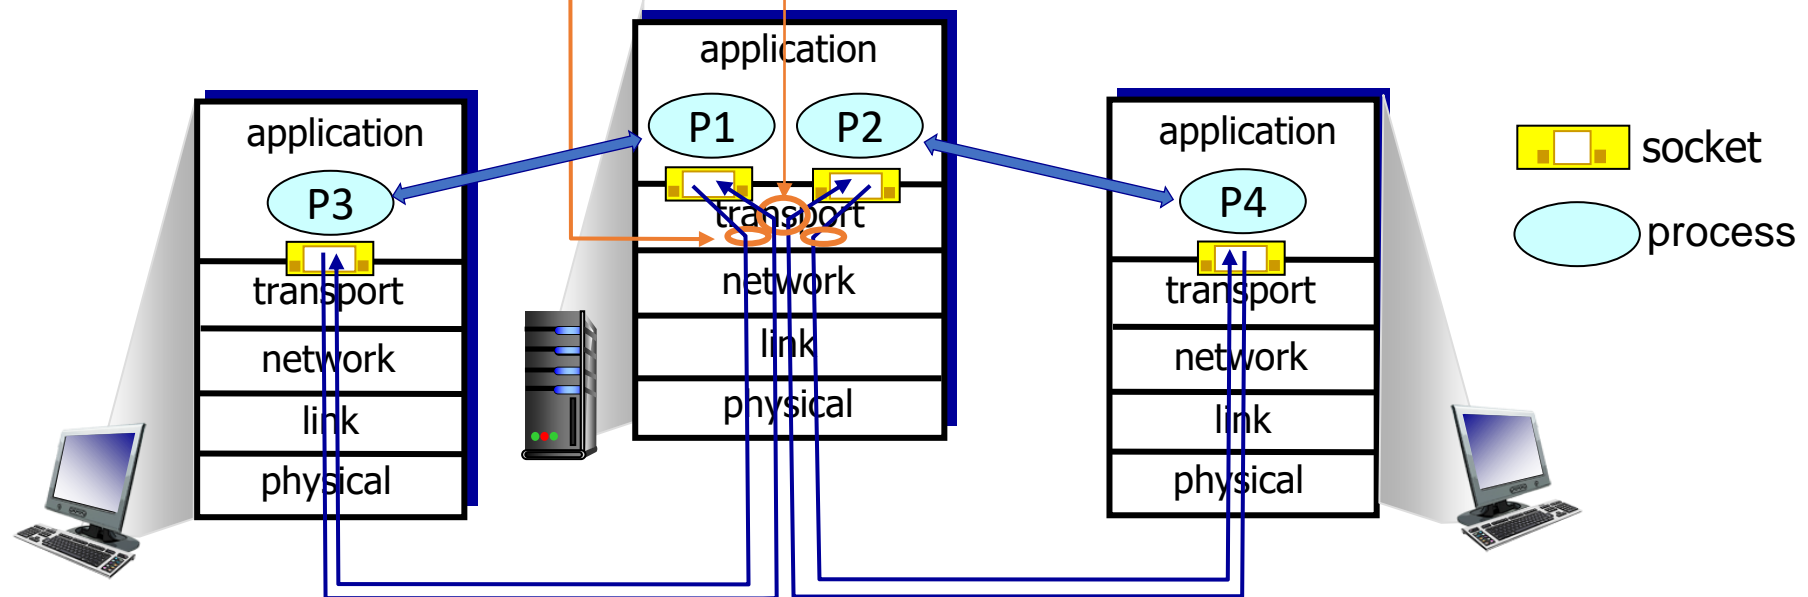 application
P1
P2
transport
network
link
physical
application
P3
transport
network
link
physical
application
P4
transport
network
link
physical
socket
process